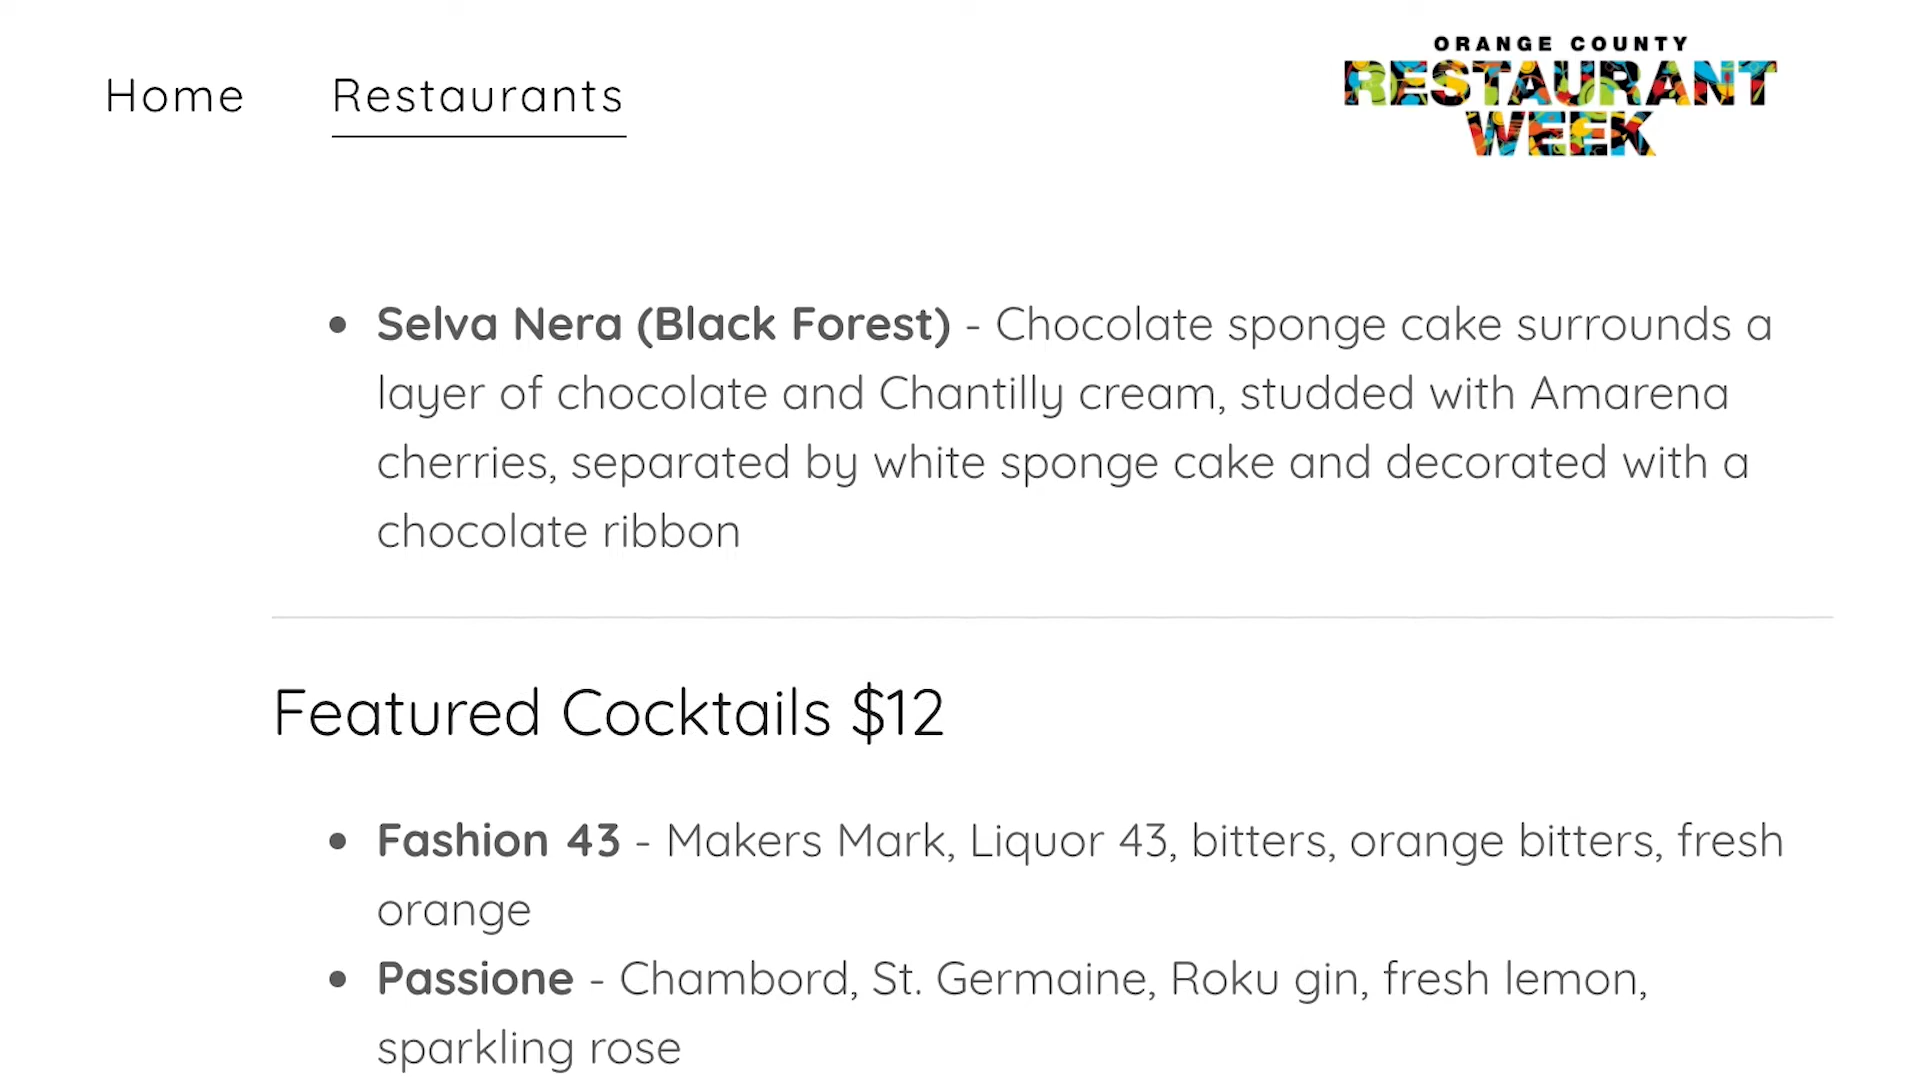 Home Restaurants
ORANGE COUNTY
RESTAURANT
WEEK
Selva Nera (Black Forest) - Chocolate sponge cake surrounds a
layer of chocolate and Chantilly cream, studded with Amarena
cherries, separated by white sponge cake and decorated with a
chocolate ribbon
Featured Cocktails $12
Fashion 43 - Makers Mark, Liquor 43, bitters, orange bitters, fresh
orange
Passione - Chambord, St. Germaine, Roku gin, fresh lemon,
sparkling rose